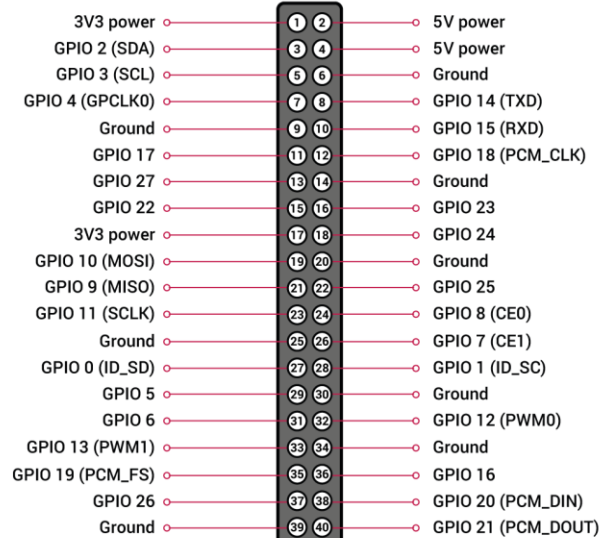 3V3 power 1 2 5V power
GPIO 2 (SDA) 3 4 5V power
GPIO 3 (SCL) 5 6 Ground
GPIO 4 (GPCLK0) 7 8 GPIO 14 (TXD)
Ground 9 10 GPIO 15 (RXD)
GPIO 17 11 12 GPIO 18 (PCM_CLK)
GPIO 27 13 14 Ground
GPIO 22 15 16 GPIO 23
3V3 power 17 18 GPIO 24
GPIO 10 (MOSI) 19 20 Ground
GPIO 9 (MISO) 21 22 GPIO 25
GPIO 11 (SCLK) 23 24 GPIO 8 (CE0)
Ground 25 26 GPIO 7 (CE1)
GPIO 0 (ID_SD) 27 28 GPIO 1 (ID_SC)
GPIO 5 29 30 Ground
GPIO 6 31 32 GPIO 12 (PWM0)
GPIO 13 (PWM1) 33 34 Ground
GPIO 19 (PCM_FS) 35 36 GPIO 16
GPIO 26 37 38 GPIO 20 (PCM_DIN)
Ground 39 40 GPIO 21 (PCM_DOUT)